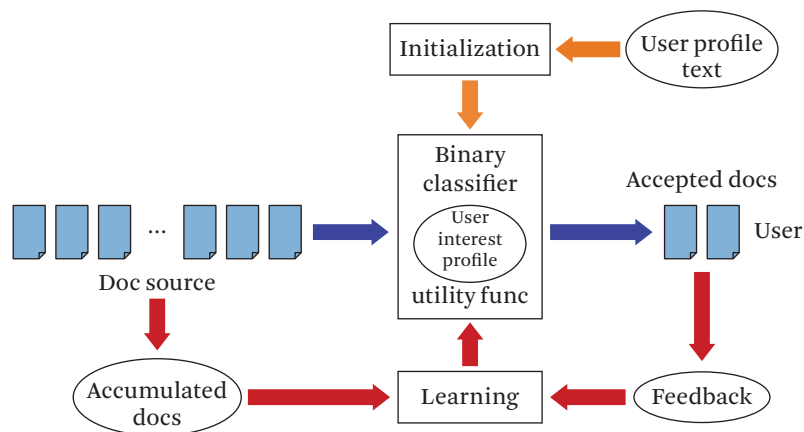 Initialization
User profile
text
Binary
classifier
User
interest
profile
utility func
Accepted docs
User
...
Doc source
Accumulated
docs
Learning
Feedback